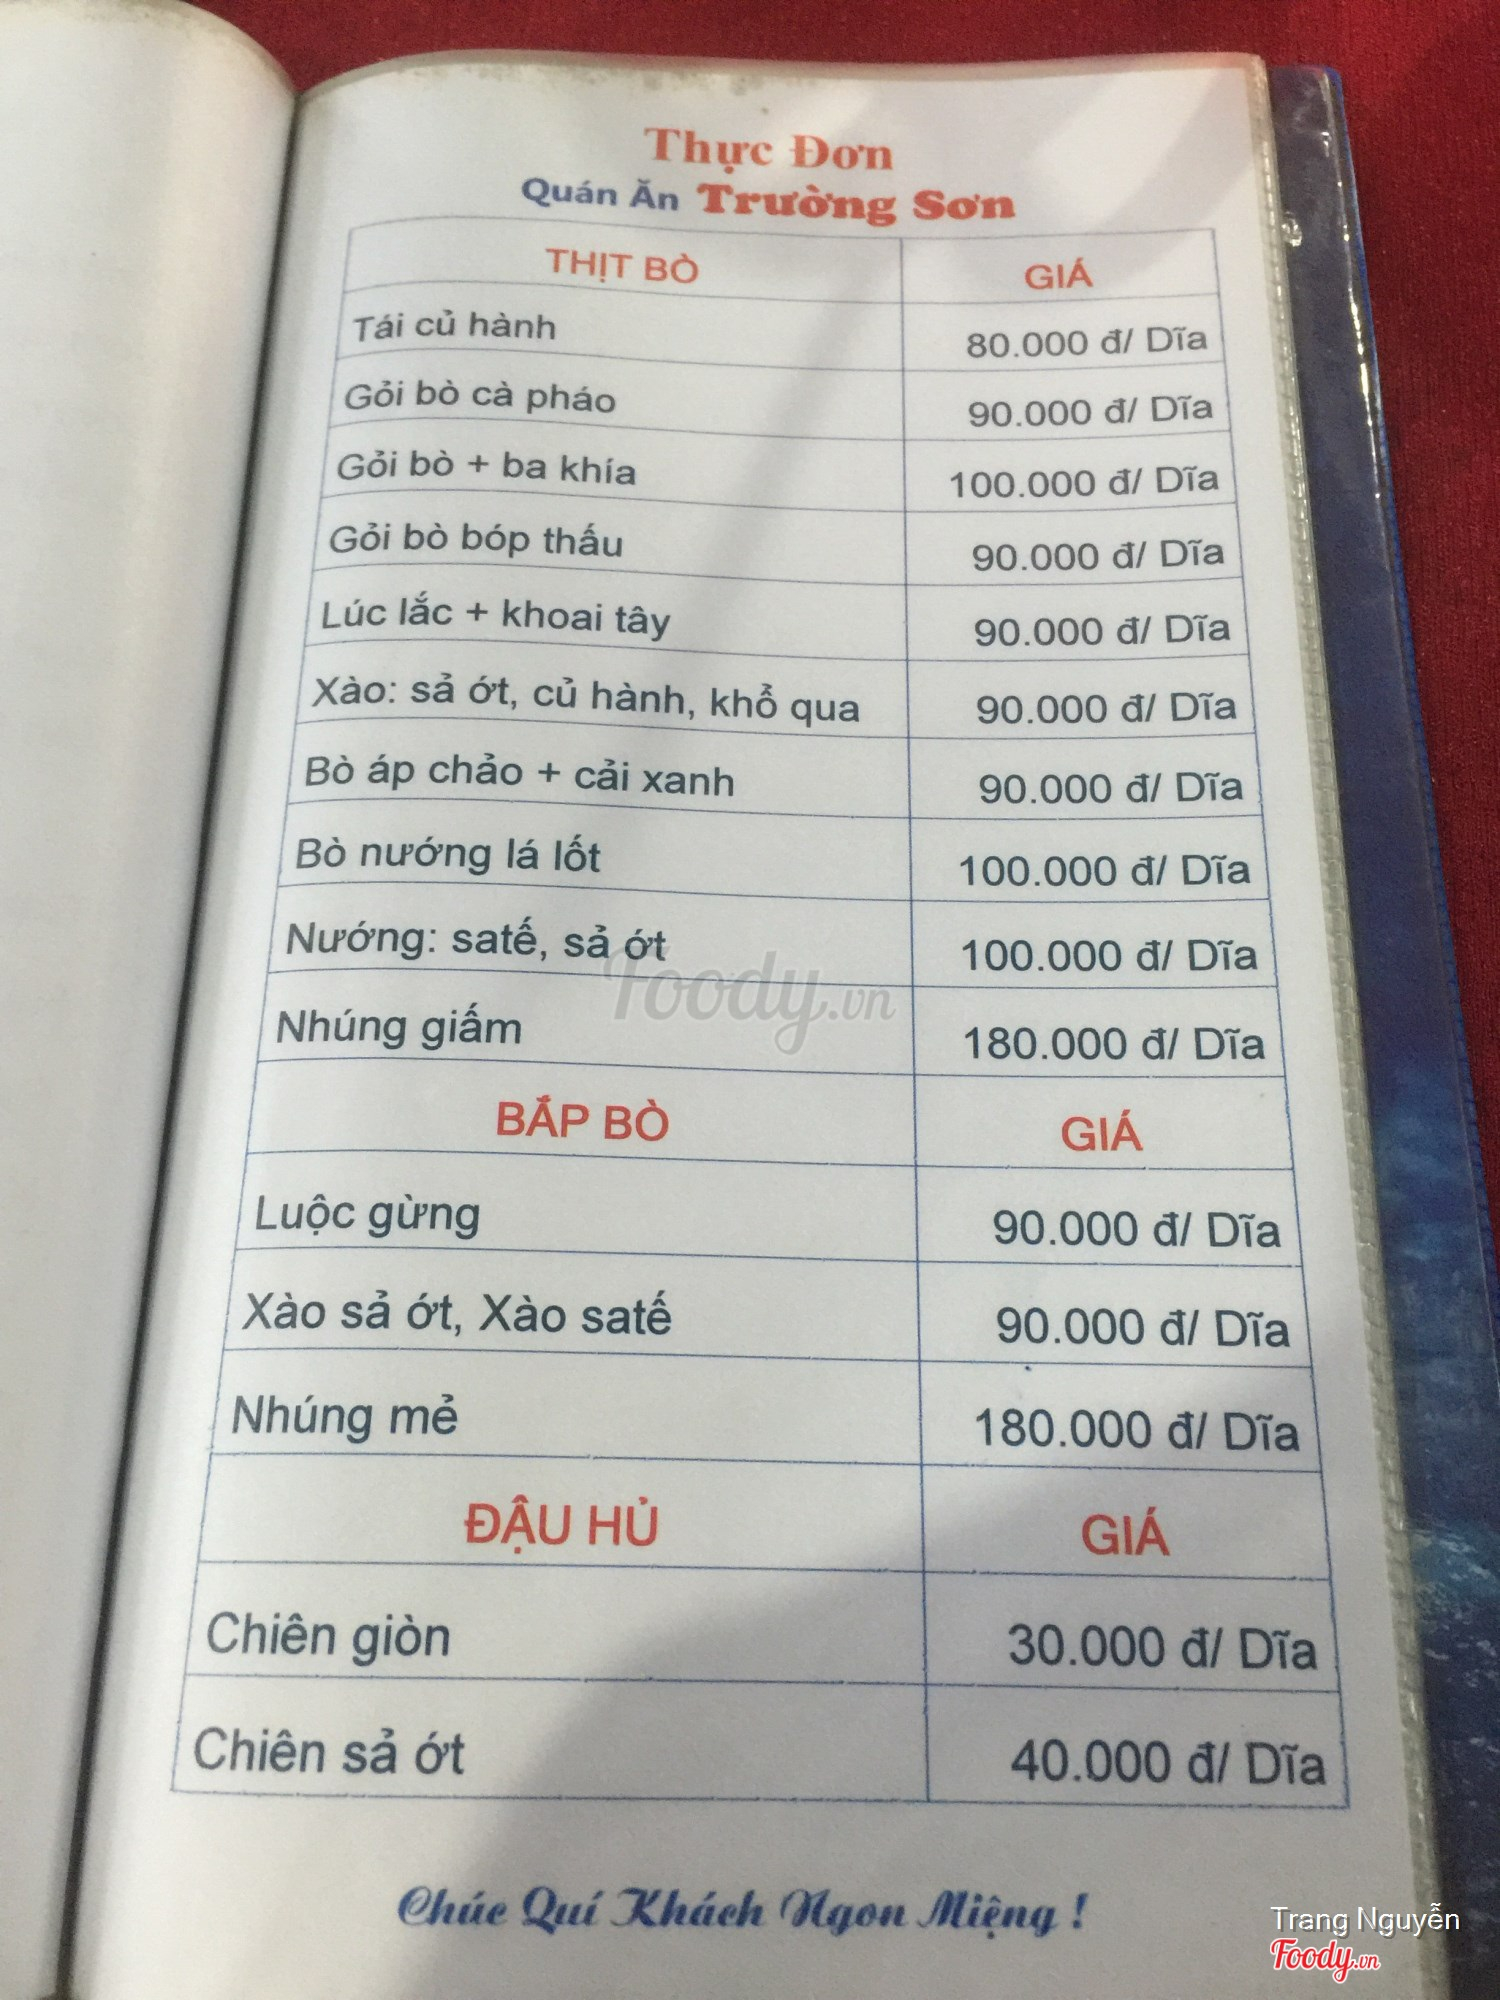 Thực Đơn
Quán Ăn Trường Sơn
THỊT BÒ GIÁ
Tái củ hành 80.000 đ/ Dĩa
Gỏi bò cà pháo 90.000 đ/ Dĩa
Gỏi bò + ba khía 100.000 đ/ Dĩa
Gỏi bò bóp thấu 90.000 đ/ Dĩa
Lúc lắc + khoai tây 90.000 đ/ Dĩa
Xào: sả ớt, củ hành, khổ qua 90.000 đ/ Dĩa
Bò áp chảo + cải xanh 90.000 đ/ Dĩa
Bò nướng lá lốt 100.000 đ/ Dĩa
Nướng: satế, sả ớt 100.000 đ/ Dĩa
Foody.vn
Nhúng giấm 180.000 đ/ Dĩa
BẮP BÒ GIÁ
Luộc gừng 90.000 đ/ Dĩa
Xào sả ớt, Xào satế 90.000 đ/ Dĩa
Nhúng mẻ 180.000 đ/ Dĩa
ĐẬU HỦ GIÁ
Chiên giòn 30.000 đ/ Dĩa
Chiên sả ớt 40.000 đ/ Dĩa
Chúc Quí Khách Ngon Miệng !
Trang Nguyễn
Foody.vn